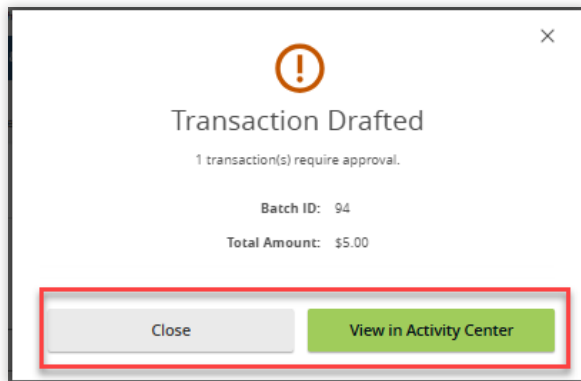 Transaction Drafted
1 transaction(s) require approval.
Batch ID: 94
Total Amount: $5.00
Close View in Activity Center